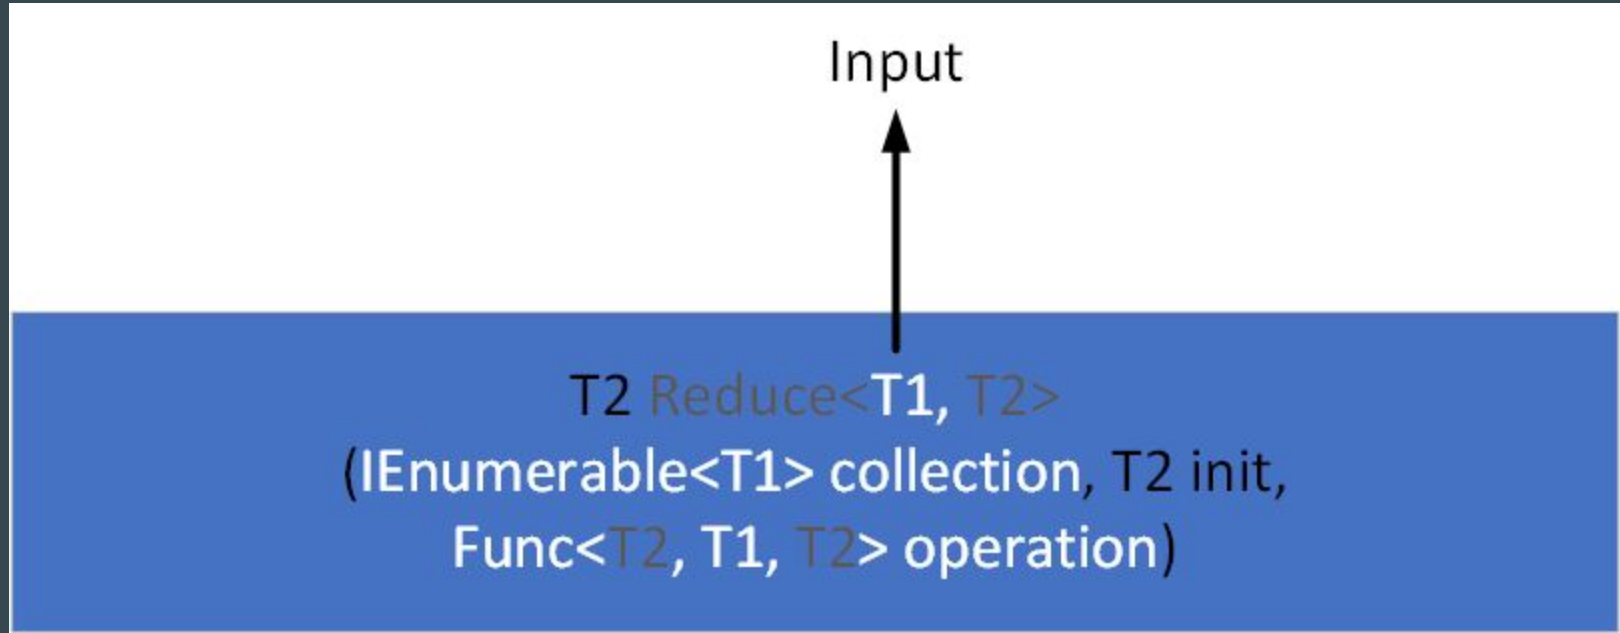 Input
T2 Reduce<T1, T2>
(IEnumerable<T1> collection, T2 init,
Func<T2, T1, T2> operation)